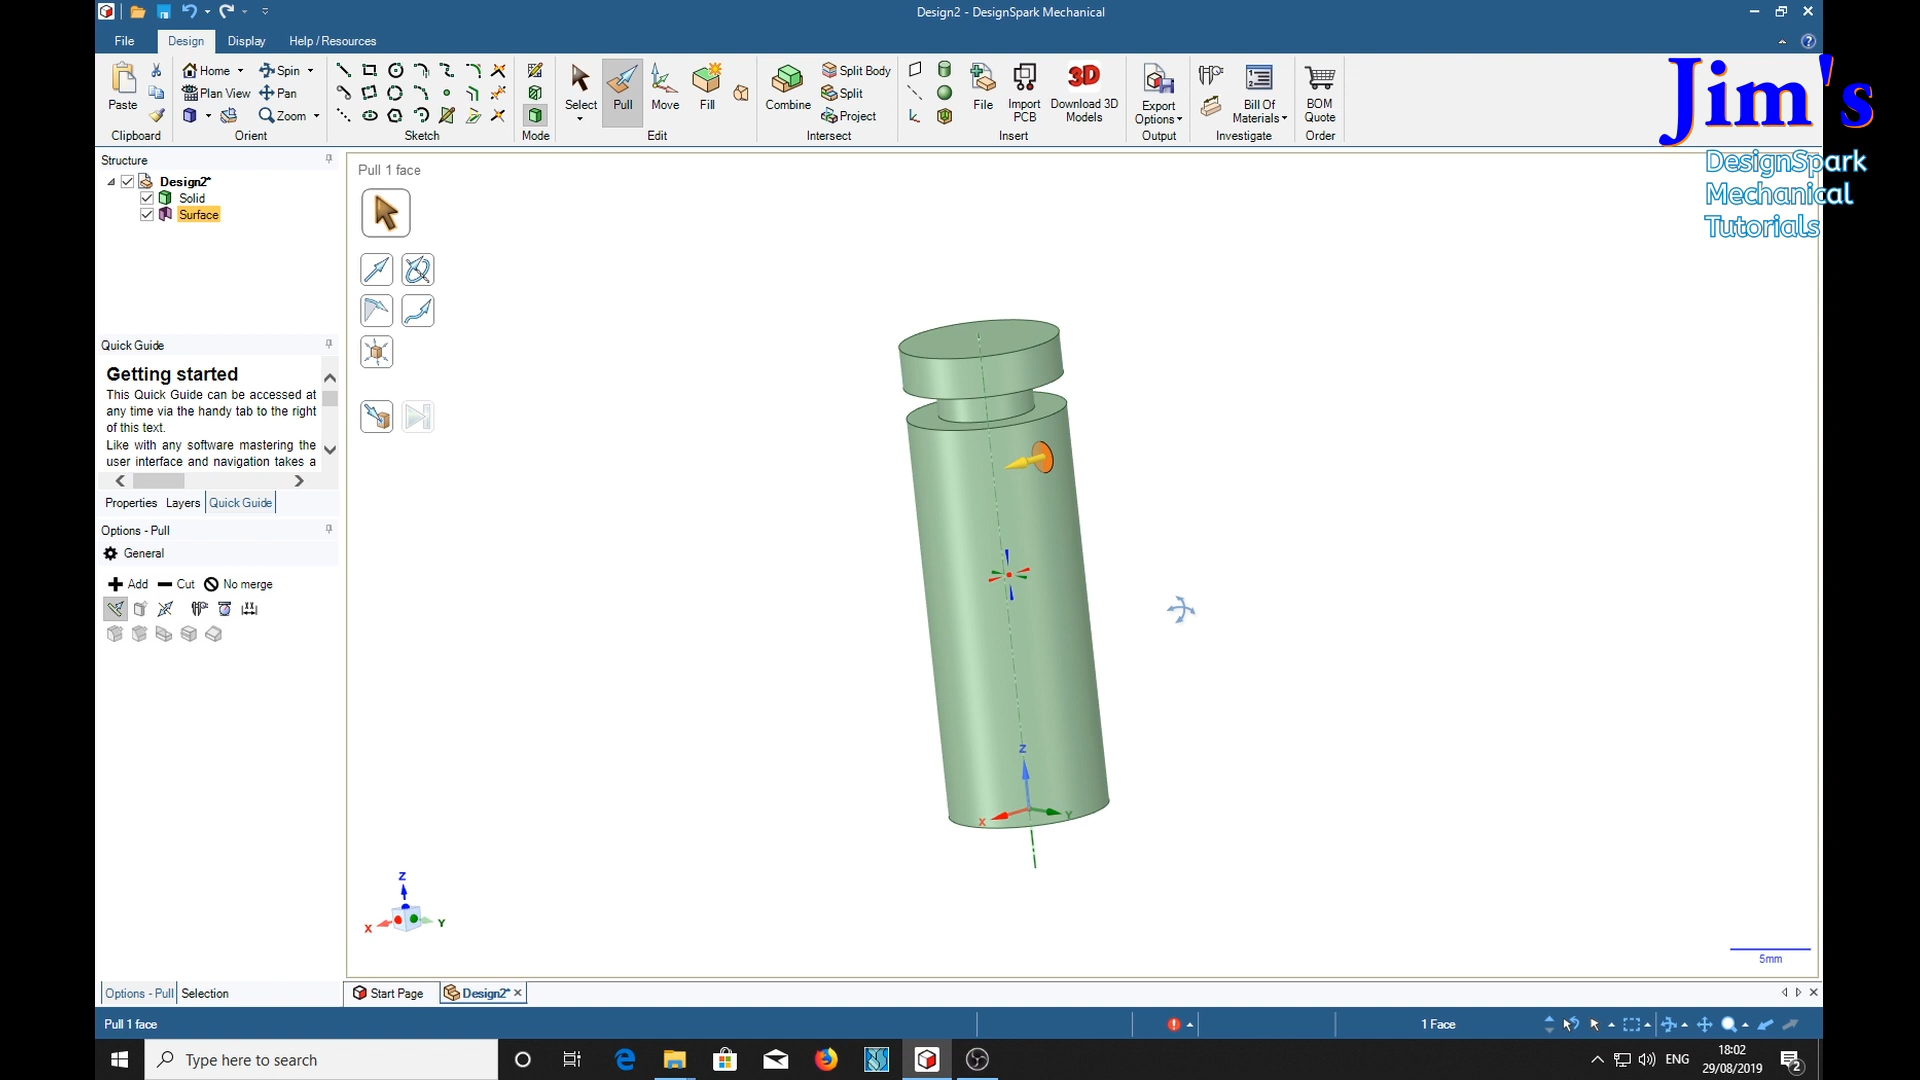 Design2 - DesignSpark Mechanical
File
Design
Display
Help / Resources
Paste
Clipboard
Home
Plan View
Spin
Pan
Zoom
Orient
Sketch
Mode
Select
Pull
Move
Fill
Edit
Combine
Split Body
Split
Project
Intersect
File
Import
PCB
Download 3D
Models
3D
Insert
Export
Options
Output
Bill Of
Materials
Investigate
BOM
Quote
Order
Jim's
DesignSpark
Mechanical
Tutorials
Structure
Design2*
Solid
Surface
Pull 1 face
Quick Guide
Getting started
This Quick Guide can be accessed at
any time via the handy tab to the right
of this text.
Like with any software mastering the
user interface and navigation takes a
Properties
Layers
Quick Guide
Options - Pull
General
Add
Cut
No merge
Z
X
Y
Z
X
Y
5mm
Options - Pull
Selection
Start Page
Design2*
Pull 1 face
1 Face
Type here to search
ENG
18:02
29/08/2019
2